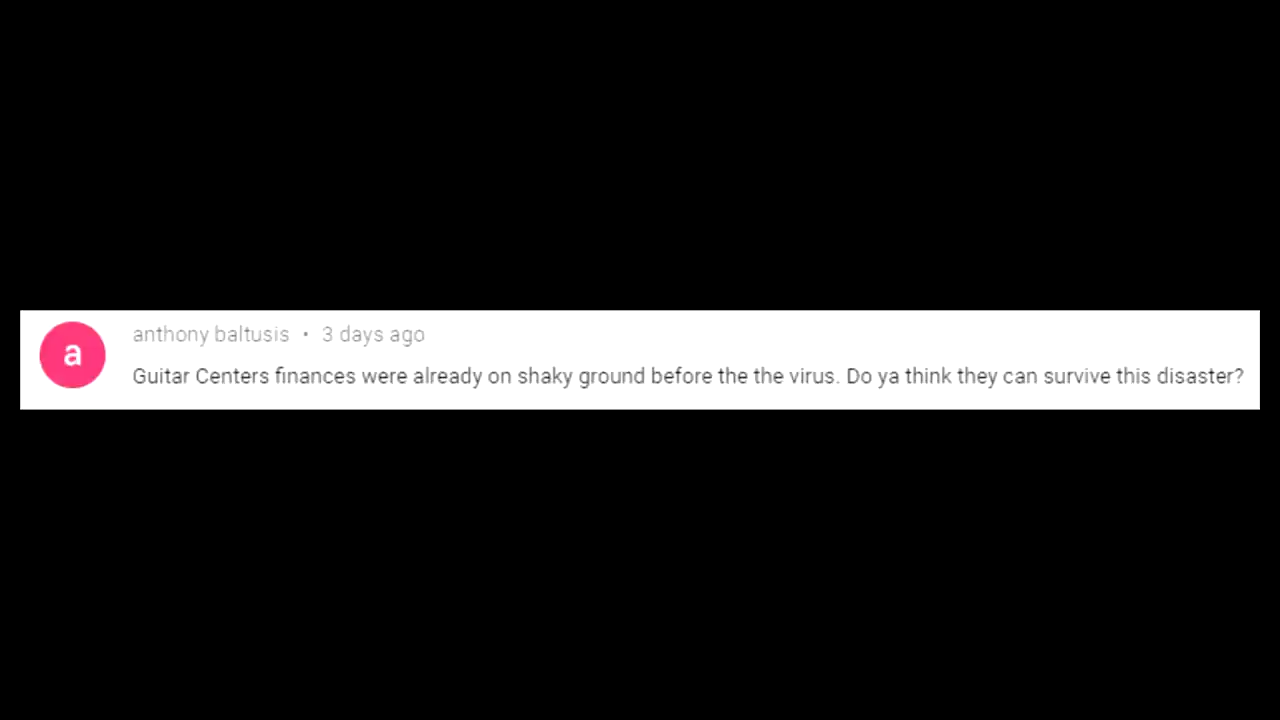 a
anthony baltusis • 3 days ago
Guitar Centers finances were already on shaky ground before the the virus. Do ya think they can survive this disaster?